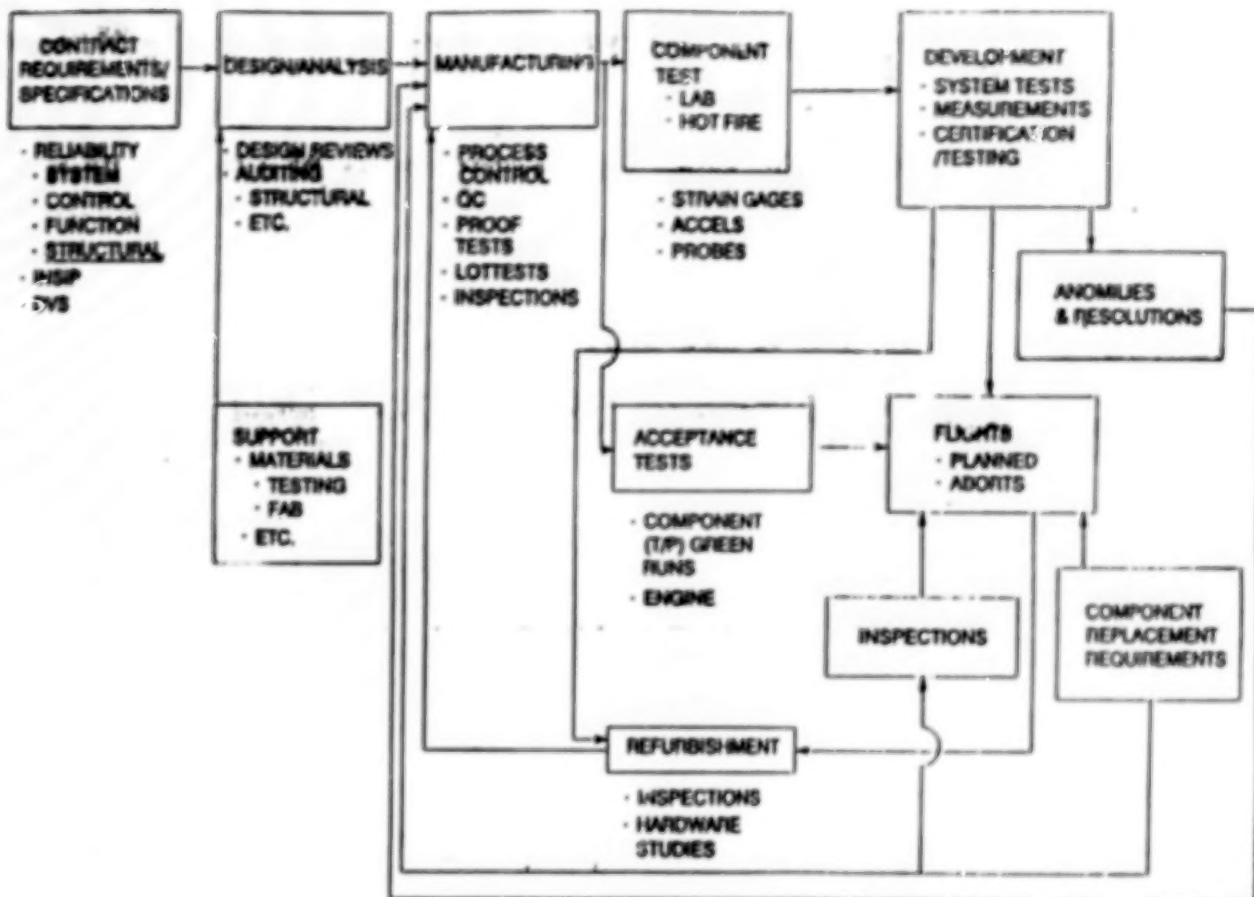 CONTRACT
REQUIREMENTS/
SPECIFICATIONS
· RELIABILITY
· SYSTEM
· CONTROL
· FUNCTION
· STRUCTURAL
· DVS
DESIGN/ANALYSIS
· DESIGN REVIEWS
· AUDITING
· STRUCTURAL
· ETC.
SUPPORT
· MATERIALS
· TESTING
· FAB
· ETC.
MANUFACTURING
· PROCESS
CONTROL
· QC
· PROOF
TESTS
· LOTTESTS
· INSPECTIONS
COMPONENT
TEST
· LAB
· HOT FIRE
· STRAIN GAGES
· ACCELS
· PROBES
DEVELOPMENT
· SYSTEM TESTS
· MEASUREMENTS
· CERTIFICATION
/TESTING
ANOMILIES
& RESOLUTIONS
ACCEPTANCE
TESTS
· COMPONENT
(T/P) GREEN
RUNS
· ENGINE
FLIGHTS
· PLANNED
· ABORTS
INSPECTIONS
COMPONENT
REPLACEMENT
REQUIREMENTS
REFURBISHMENT
· INSPECTIONS
· HARDWARE
STUDIES